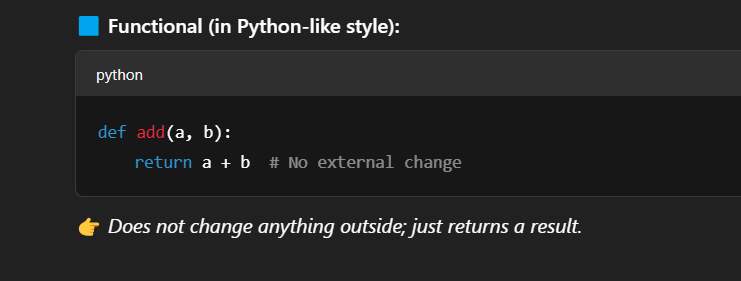 Functional (in Python-like style):
python
def add(a, b):
    return a + b  # No external change
Does not change anything outside; just returns a result.